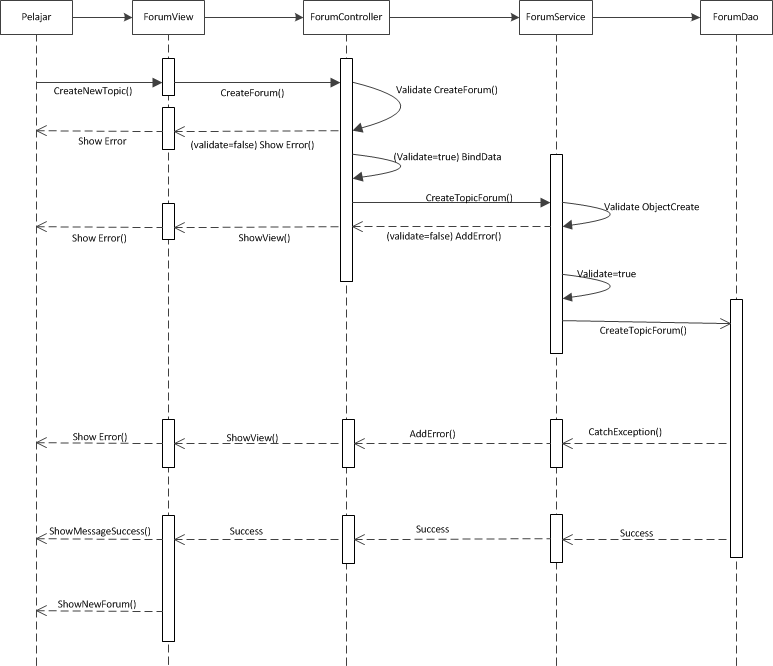 Pelajar
ForumView
ForumController
ForumService
ForumDao
CreateNewTopic()
CreateForum()
Validate CreateForum()
Show Error
(validate=false) Show Error()
(Validate=true) BindData
CreateTopicForum()
Validate ObjectCreate
Show Error()
ShowView()
(validate=false) AddError()
Validate=true
CreateTopicForum()
Show Error()
ShowView()
AddError()
CatchException()
ShowMessageSuccess()
Success
Success
Success
ShowNewForum()